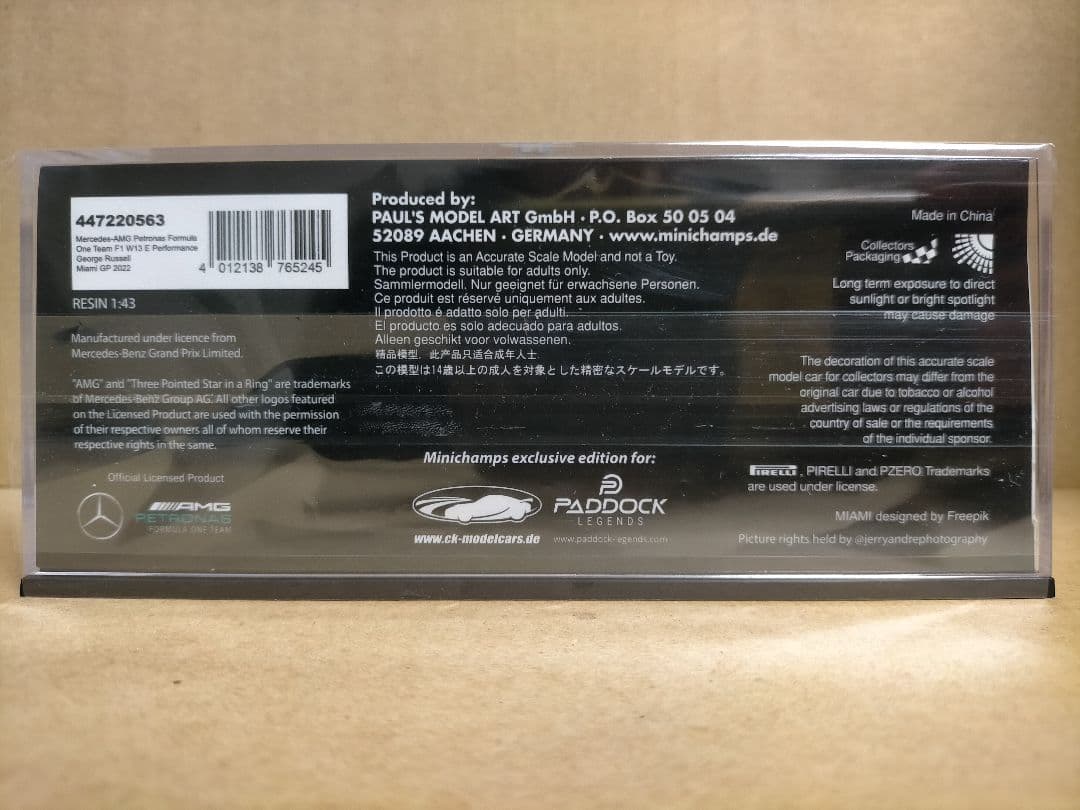 447220563
Mercedes-AMG Petronas Formula
One Team F1 W13 E Performance
George Russell
Miami GP 2022
4 012138 765245
RESIN 1:43
Manufactured under licence from
Mercedes-Benz Grand Prix Limited.
"AMG" and "Three Pointed Star in a Ring" are trademarks
of Mercedes-Benz Group AG. All other logos featured
on the Licensed Product are used with the permission
of their respective owners all of whom reserve their
respective rights in the same.
Official Licensed Product
AMG
PETRONAS
FORMULA ONE TEAM
Produced by:
PAUL'S MODEL ART GmbH · P.O. Box 50 05 04
52089 AACHEN · GERMANY · www.minichamps.de
This Product is an Accurate Scale Model and not a Toy.
The product is suitable for adults only.
Sammlermodell. Nur geeignet für erwachsene Personen.
Ce produit est réservé uniquement aux adultes.
Il prodotto é adatto solo per adulti.
El producto es solo adecuado para adultos.
Alleen geschikt voor volwassenen.
精品模型，此产品只适合成年人士.
この模型は14歳以上の成人を対象とした精密なスケールモデルです。
Minichamps exclusive edition for:
www.ck-modelcars.de
PADDOCK
LEGENDS
www.paddock-legends.com
Made in China
Collectors
Packaging
Long term exposure to direct
sunlight or bright spotlight
may cause damage
The decoration of this accurate scale
model car for collectors may differ from the
original car due to tobacco or alcohol
advertising laws or regulations of the
country of sale or the requirements
of the individual sponsor.
PIRELLI, PIRELLI and PZERO Trademarks
are used under license.
MIAMI designed by Freepik
Picture rights held by @jerryandrephotography